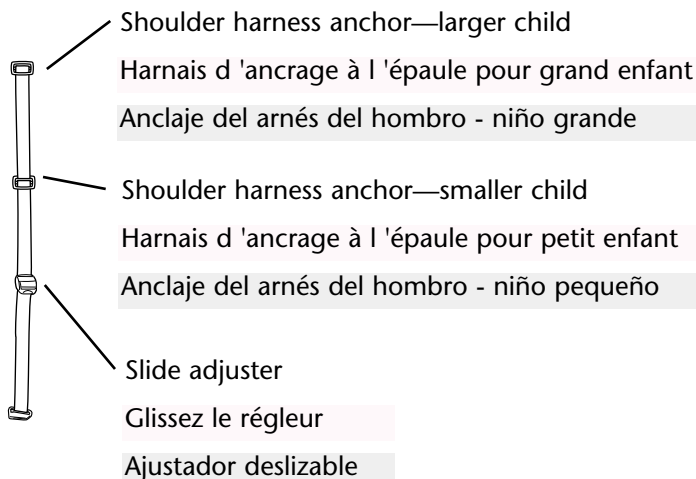 Shoulder harness anchor—larger child
Harnais d 'ancrage à l 'épaule pour grand enfant
Anclaje del arnés del hombro - niño grande
Shoulder harness anchor—smaller child
Harnais d 'ancrage à l 'épaule pour petit enfant
Anclaje del arnés del hombro - niño pequeño
Slide adjuster
Glissez le régleur
Ajustador deslizable